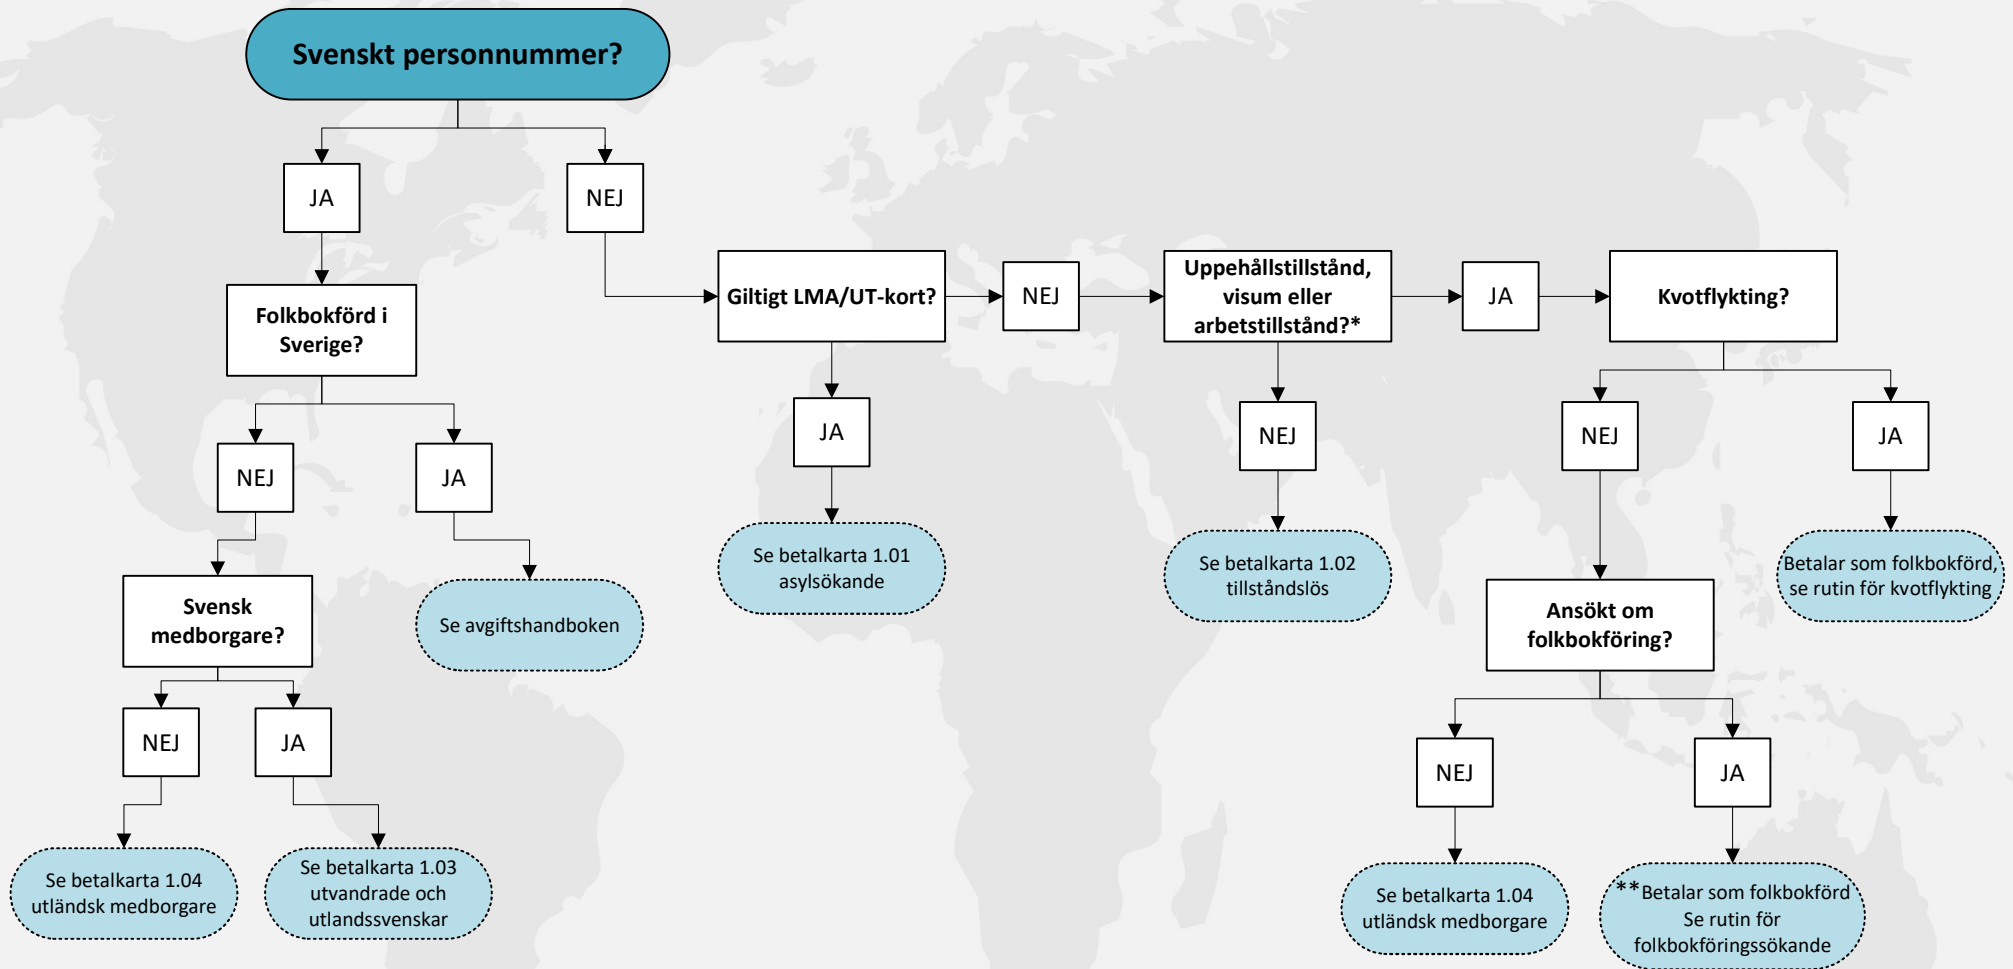 Svenskt personnummer?
JA
NEJ
Folkbokförd i
Sverige?
Giltigt LMA/UT-kort?
NEJ
Uppehållstillstånd,
visum eller
arbetstillstånd?*
JA
Kvotflykting?
NEJ
JA
JA
NEJ
NEJ
JA
Svensk
medborgare?
Se avgiftshandboken
Se betalkarta 1.01
asylsökande
Se betalkarta 1.02
tillståndslös
Betalar som folkbokförd,
se rutin för kvotflykting
Ansökt om
folkbokföring?
NEJ
JA
NEJ
JA
Se betalkarta 1.04
utländsk medborgare
Se betalkarta 1.03
utvandrade och
utlandssvenskar
Se betalkarta 1.04
utländsk medborgare
**Betalar som folkbokförd
Se rutin för
folkbokföringssökande